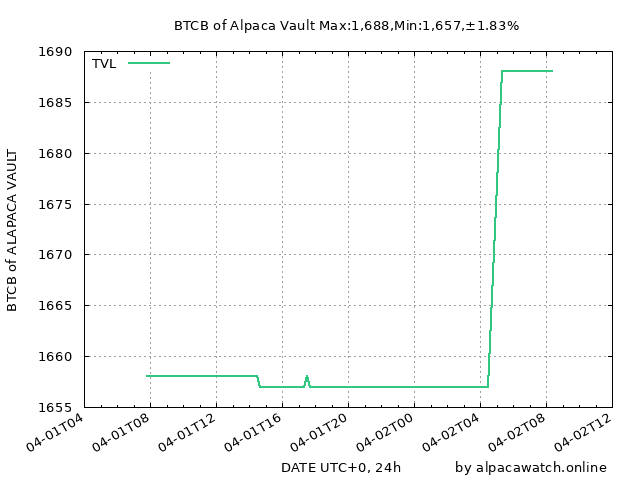 BTCB of Alpaca Vault Max:1,688,Min:1,657,±1.83%
TVL
1690
1685
1680
1675
1670
1665
1660
1655
BTCB of ALAPACA VAULT
04-01T04
04-01T08
04-01T12
04-01T16
04-01T20
04-02T00
04-02T04
04-02T08
04-02T12
DATE UTC+0, 24h
by alpacawatch.online